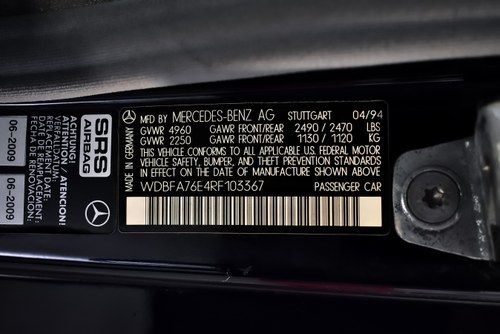 MFD BY MERCEDES-BENZ AG STUTTGART 04/94
GVWR 4960 GAWR FRONT/REAR 2490 / 2470 LBS
GVWR 2250 GAWR FRONT/REAR 1130 / 1120 KG
THIS VEHICLE CONFORMS TO ALL APPLICABLE FEDERAL MOTOR VEHICLE
SAFETY, BUMPER, AND THEFT PREVENTION STANDARDS
IN EFFECT ON THE DATE OF MANUFACTURE SHOWN ABOVE
WDBFA76E4RF103367 PASSENGER CAR
MADE IN GERMANY
SRS
AIRBAG
ACHTUNG!
ATTENTION!
REPLACEMENT DATE:
06-2009
06-2009